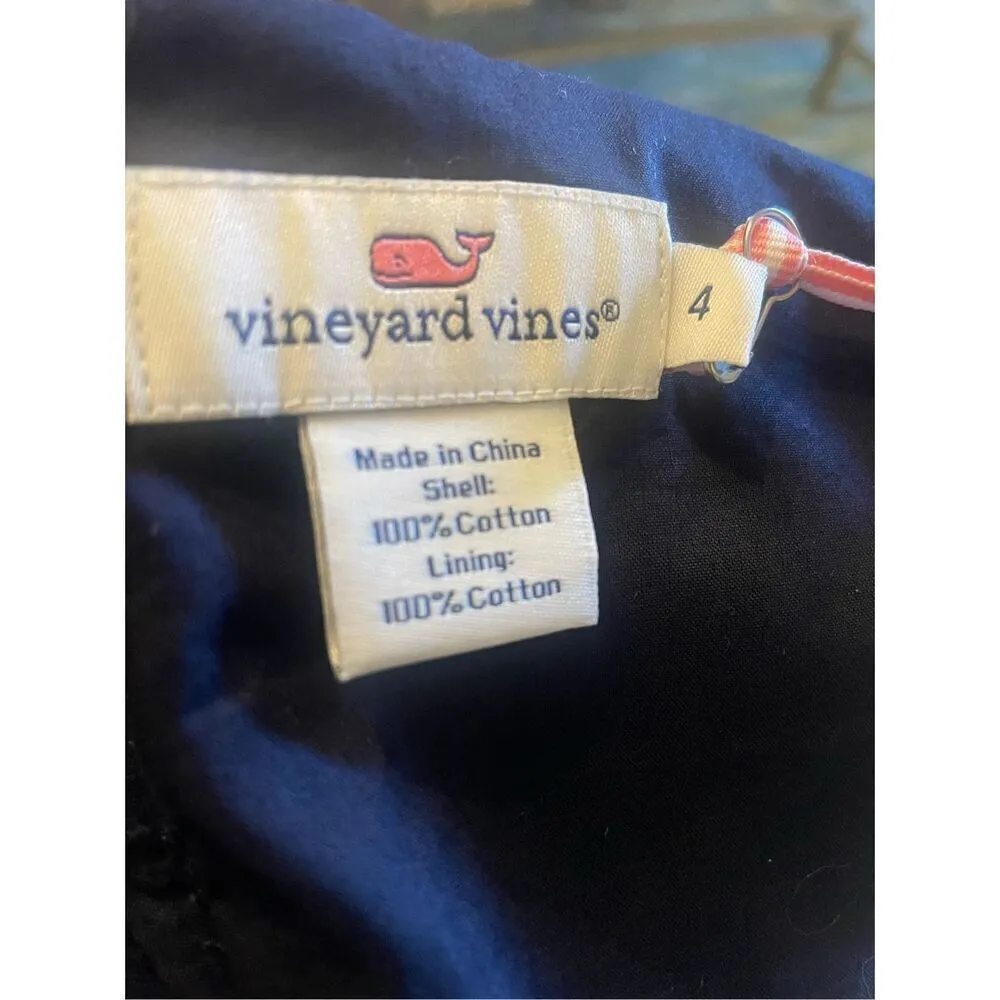 vineyard vines®
4
Made in China
Shell:
100% Cotton
Lining:
100% Cotton